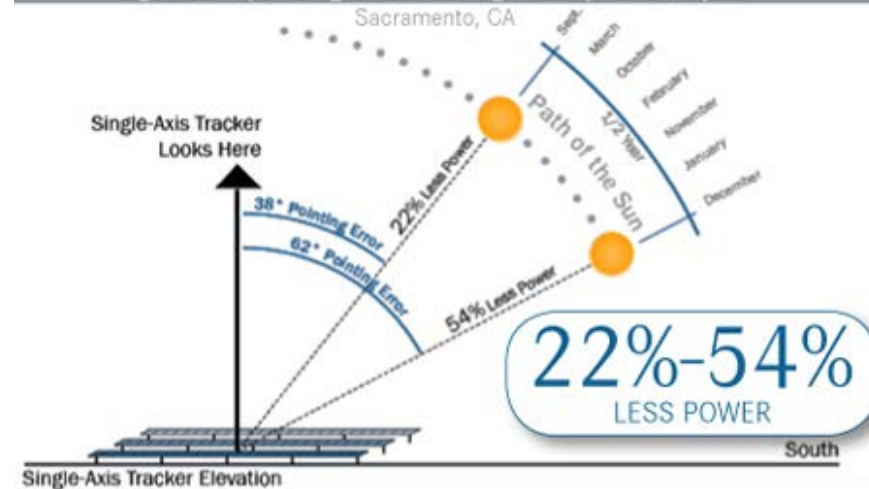 Sacramento, CA
Sept.
March
October
February
November
January
December
1/2 Year
Path of the Sun
Single-Axis Tracker
Looks Here
38° Pointing Error
62° Pointing Error
22% Less Power
54% Less Power
22%-54%
LESS POWER
South
Single-Axis Tracker Elevation